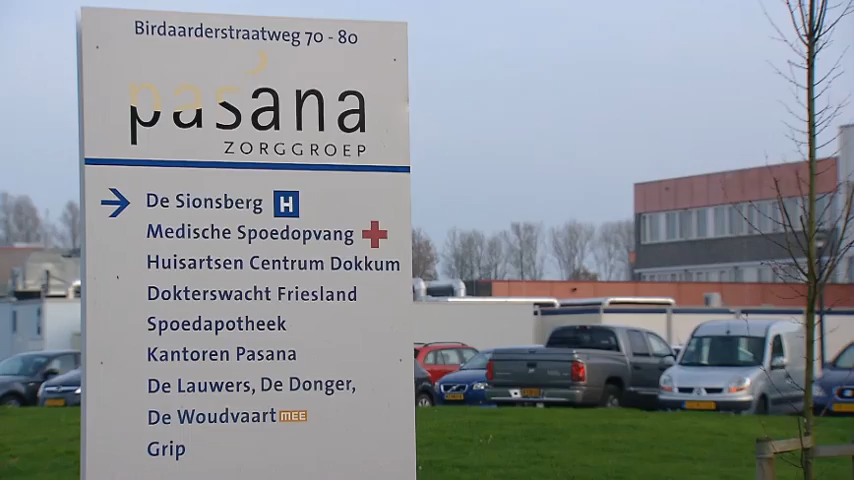 Birdaarderstraatweg 70 - 80
pasana
ZORGGROEP
De Sionsberg H
Medische Spoedopvang
Huisartsen Centrum Dokkum
Dokterswacht Friesland
Spoedapotheek
Kantoren Pasana
De Lauwers, De Donger,
De Woudvaart MEE
Grip